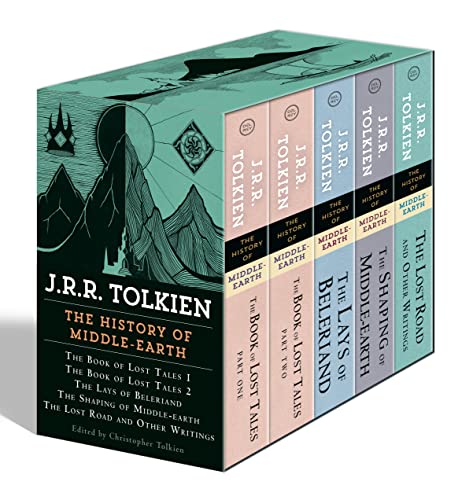 J.R.R. TOLKIEN
THE HISTORY OF
MIDDLE-EARTH
THE BOOK OF LOST TALES 1
THE BOOK OF LOST TALES 2
THE LAYS OF BELERIAND
THE SHAPING OF MIDDLE-EARTH
THE LOST ROAD AND OTHER WRITINGS
Edited by Christopher Tolkien
J.R.R.
TOLKIEN
THE HISTORY OF
MIDDLE-EARTH
THE BOOK OF LOST TALES
PART ONE
J.R.R.
TOLKIEN
THE HISTORY OF
MIDDLE-EARTH
THE BOOK OF LOST TALES
PART TWO
J.R.R.
TOLKIEN
THE HISTORY OF
MIDDLE-EARTH
THE LAYS OF
BELERIAND
J.R.R.
TOLKIEN
THE HISTORY OF
MIDDLE-EARTH
THE SHAPING OF
MIDDLE-EARTH
J.R.R.
TOLKIEN
THE HISTORY OF
MIDDLE-EARTH
THE LOST ROAD
AND OTHER WRITINGS